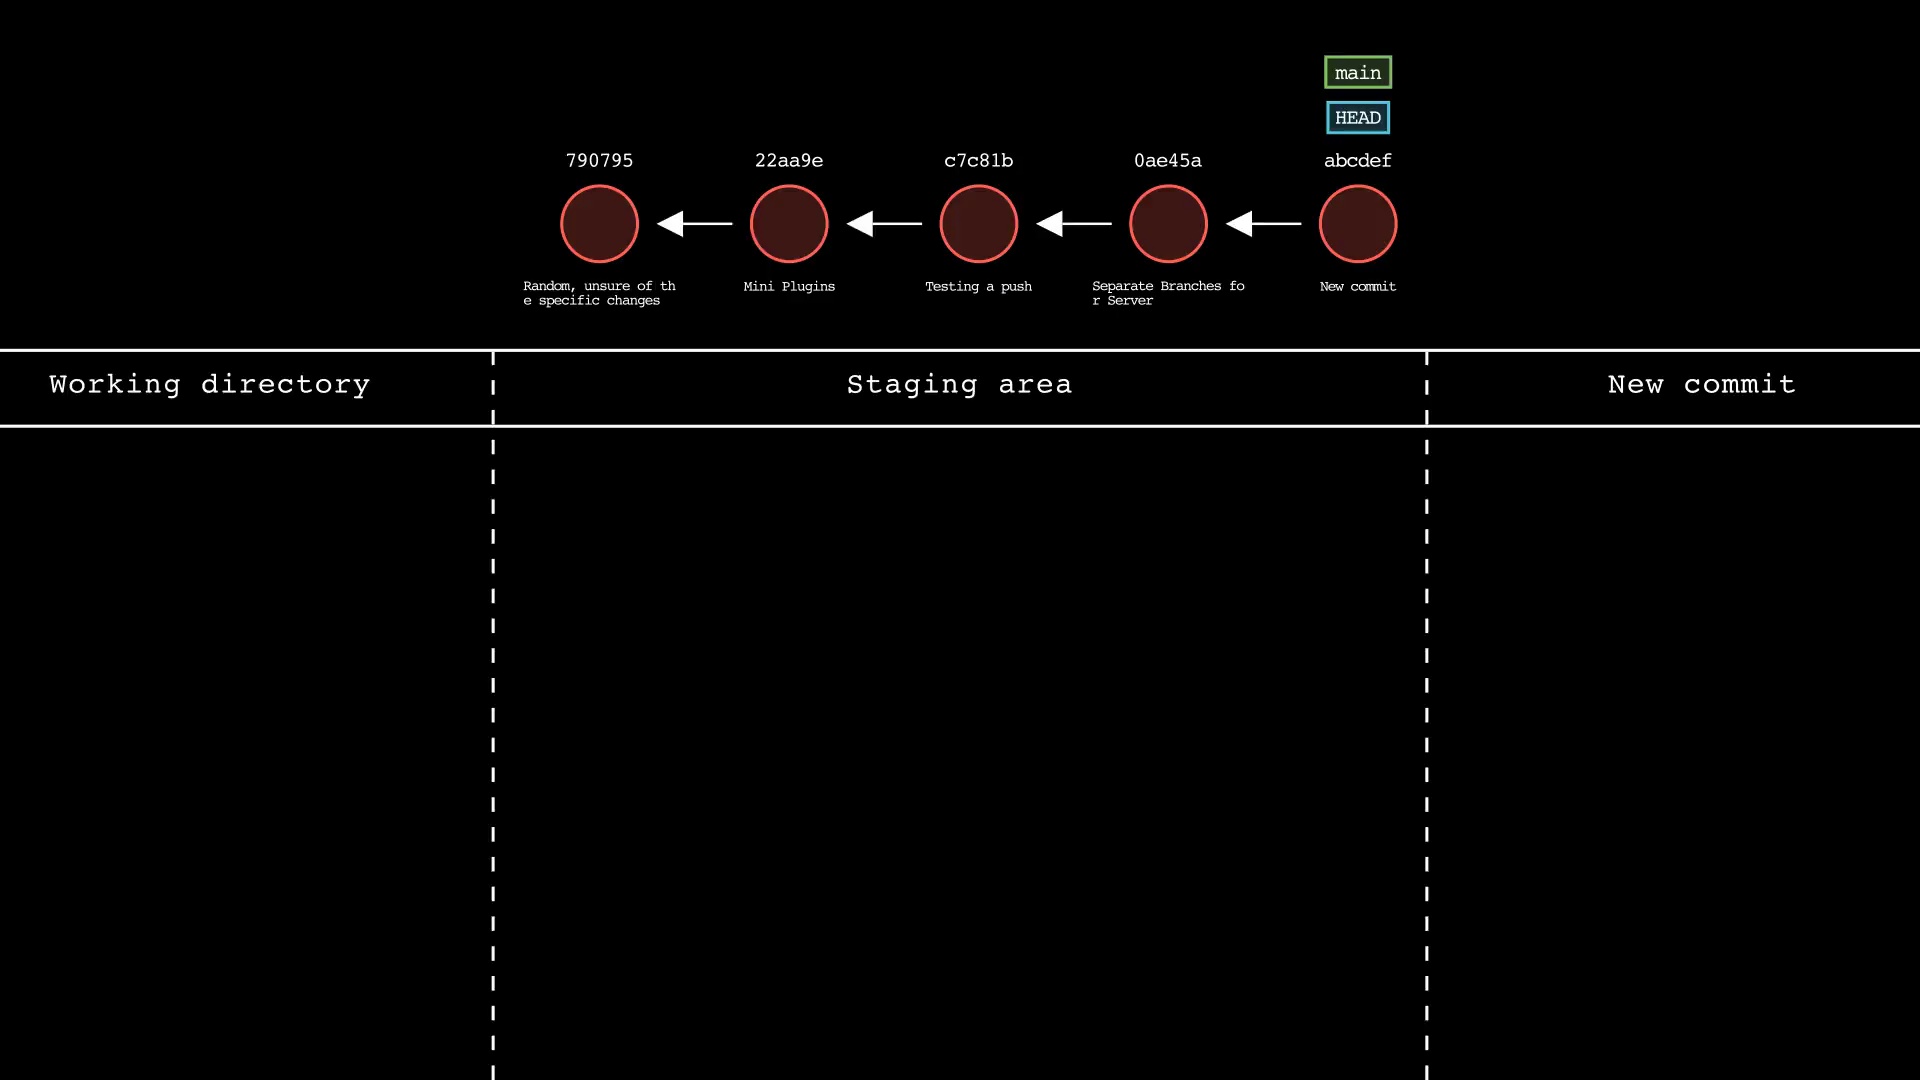 main
HEAD
790795
22aa9e
c7c81b
0ae45a
abcdef
Random, unsure of th
e specific changes
Mini Plugins
Testing a push
Separate Branches fo
r Server
New commit
Working directory
Staging area
New commit